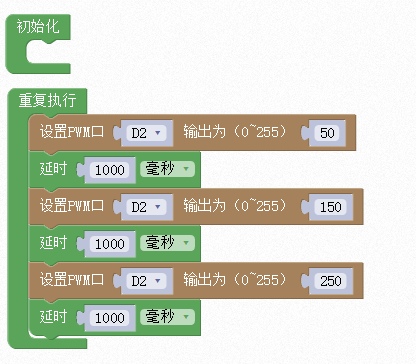 初始化
重复执行
设置PWM口 D2 输出为（0~255） 50
延时 1000 毫秒
设置PWM口 D2 输出为（0~255） 150
延时 1000 毫秒
设置PWM口 D2 输出为（0~255） 250
延时 1000 毫秒